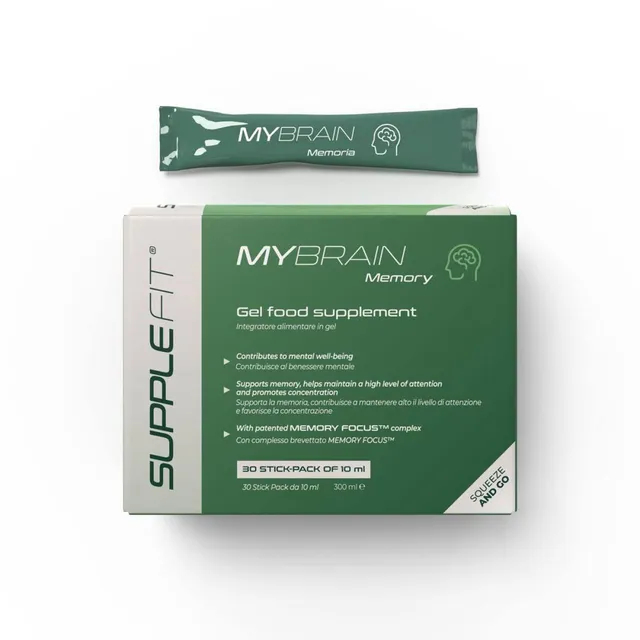 MYBRAIN
Memoria
SUPPLEFIT®
MYBRAIN
Memory
Gel food supplement
Integratore alimentare in gel
Contributes to mental well-being
Contribuisce al benessere mentale
Supports memory, helps maintain a high level of attention
and promotes concentration
Supporta la memoria, contribuisce a mantenere alto il livello di attenzione
e favorisce la concentrazione
With patented MEMORY FOCUS™ complex
Con complesso brevettato MEMORY FOCUS™
30 STICK-PACK OF 10 ml
30 Stick Pack da 10 ml 300 ml ℮
SQUEEZE
AND GO